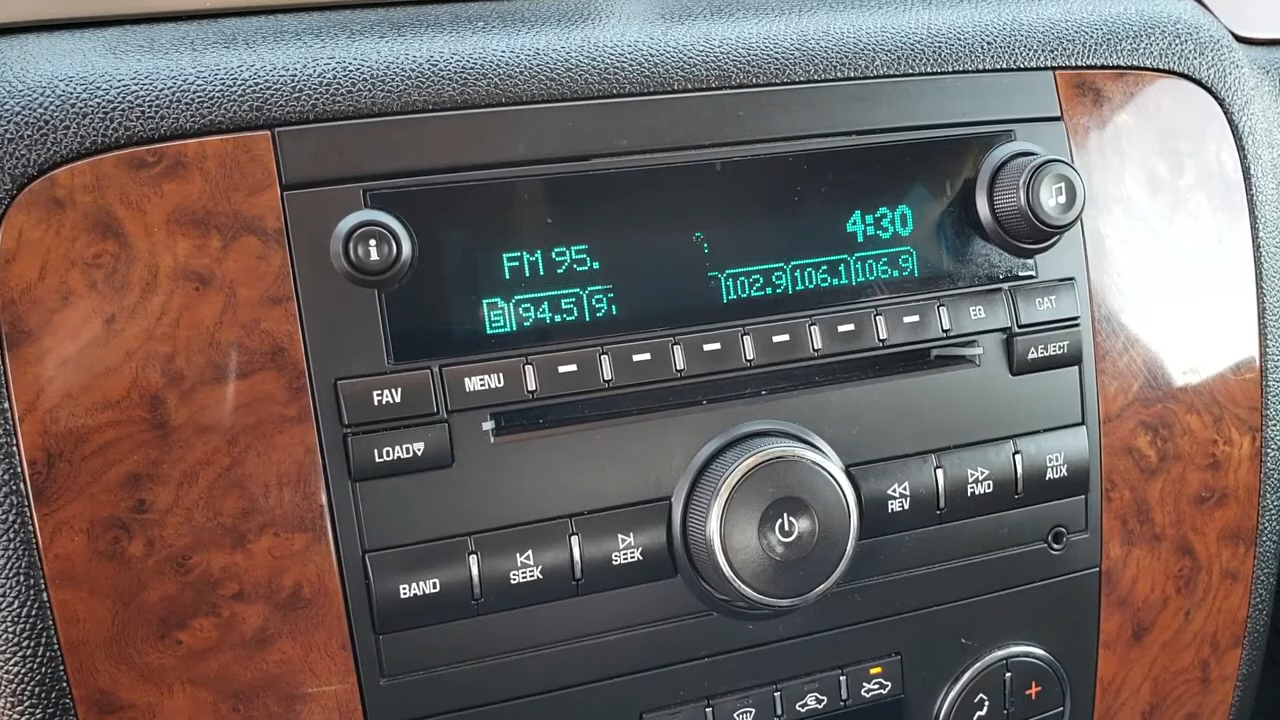 4:30
FM 95.
S 94.5 9
102.9 106.1 106.9
i
FAV
MENU
EQ
CAT
LOAD
EJECT
BAND
SEEK
SEEK
REV
FWD
CD/
AUX